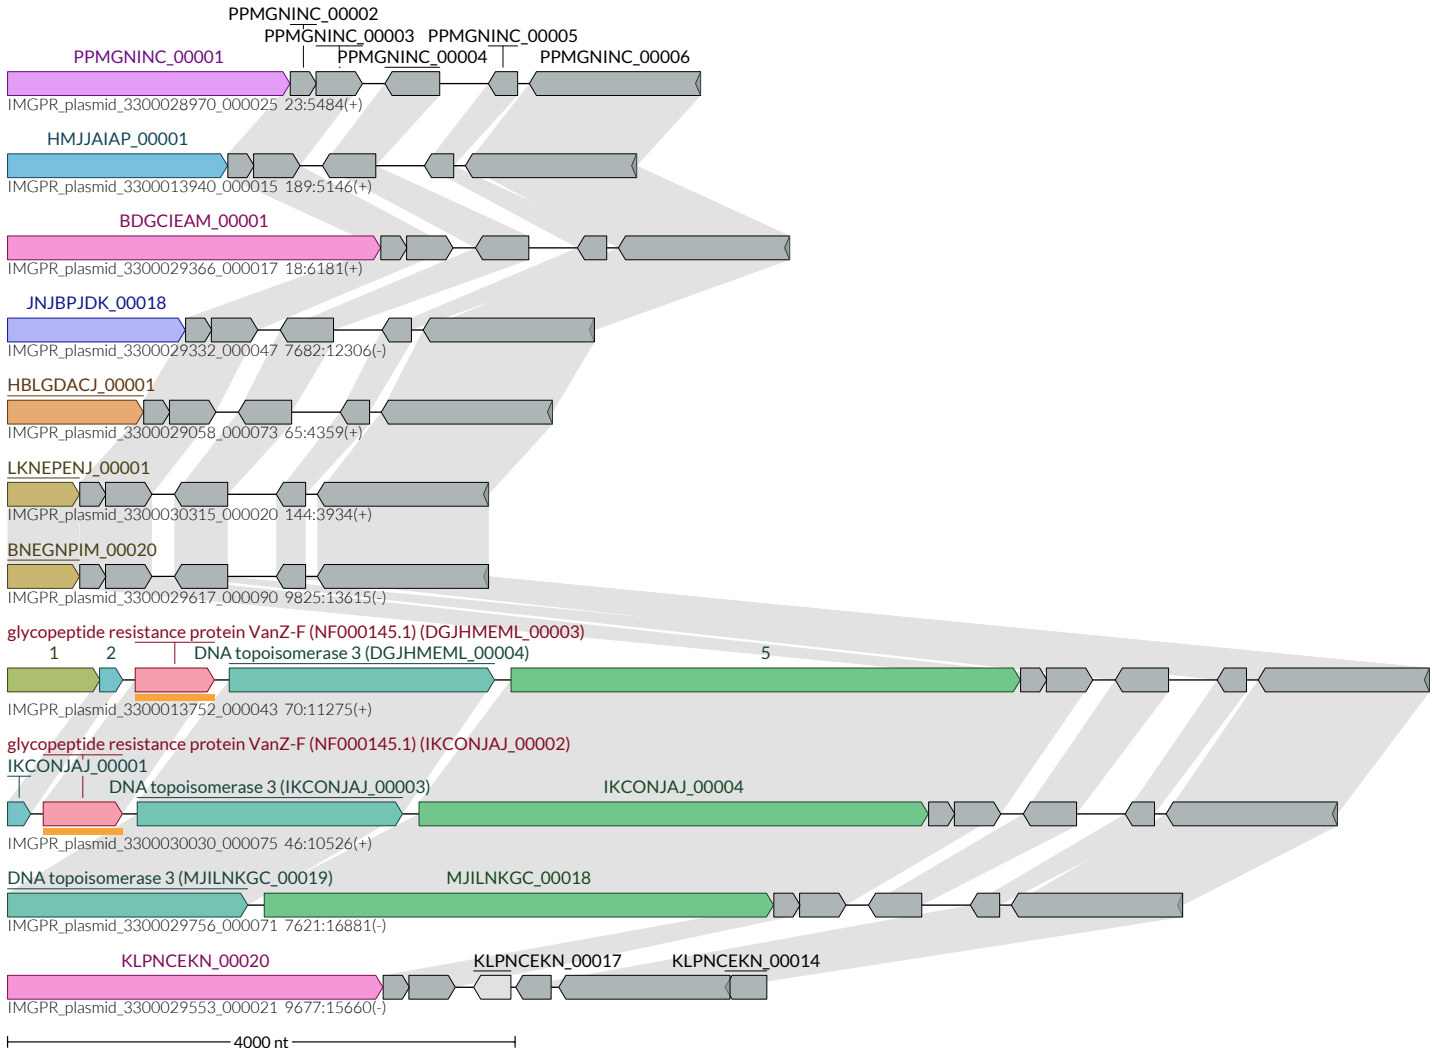 PPMGNINC_00002
PPMGNINC_00003 PPMGNINC_00005
PPMGNINC_00001 PPMGNINC_00004 PPMGNINC_00006
IMGPR_plasmid_3300028970_000025 23:5484(+)
HMJJAIAP_00001
IMGPR_plasmid_3300013940_000015 189:5146(+)
BDGCIEAM_00001
IMGPR_plasmid_3300029366_000017 18:6181(+)
JNJBPJDK_00018
IMGPR_plasmid_3300029332_000047 7682:12306(-)
HBLGDACJ_00001
IMGPR_plasmid_3300029058_000073 65:4359(+)
LKNEPENJ_00001
IMGPR_plasmid_3300030315_000020 144:3934(+)
BNEGNPIM_00020
IMGPR_plasmid_3300029617_000090 9825:13615(-)
glycopeptide resistance protein VanZ-F (NF000145.1) (DGJHMEML_00003)
1 2 DNA topoisomerase 3 (DGJHMEML_00004) 5
IMGPR_plasmid_3300013752_000043 70:11275(+)
glycopeptide resistance protein VanZ-F (NF000145.1) (IKCONJAJ_00002)
IKCONJAJ_00001
DNA topoisomerase 3 (IKCONJAJ_00003) IKCONJAJ_00004
IMGPR_plasmid_3300030030_000075 46:10526(+)
DNA topoisomerase 3 (MJILNKGC_00019) MJILNKGC_00018
IMGPR_plasmid_3300029756_000071 7621:16881(-)
KLPNCEKN_00020 KLPNCEKN_00017 KLPNCEKN_00014
IMGPR_plasmid_3300029553_000021 9677:15660(-)
4000 nt